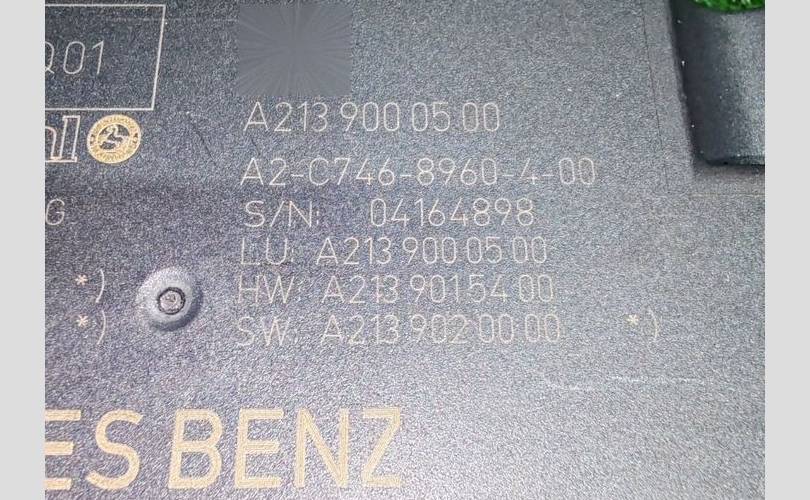 Q01
A213 900 05 00
hl
A2-C746-8960-4-00
G
S/N: 04164898
LU: A213 900 05 00
*) HW: A213 901 54 00
*) SW: A213 902 00 00 *)
ES BENZ